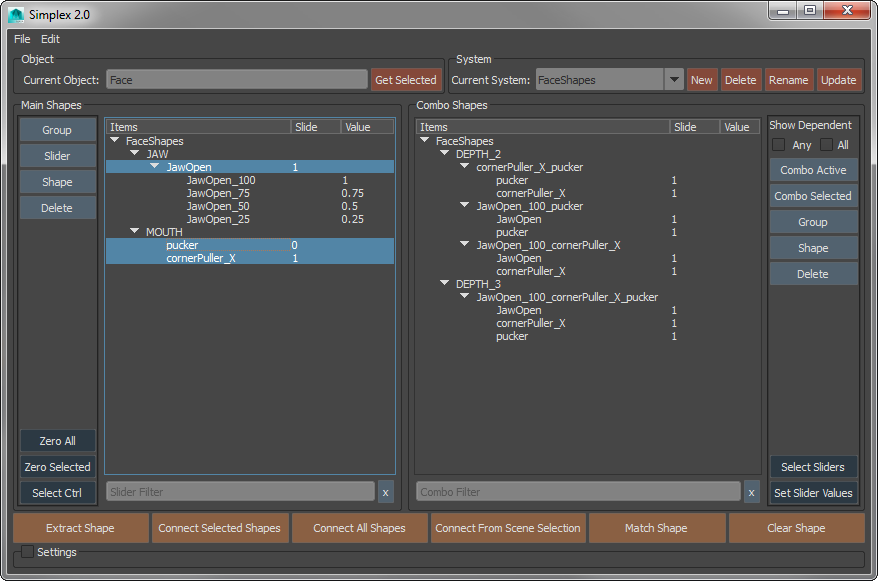 Simplex 2.0
File Edit
Object
Current Object: Face Get Selected
System
Current System: FaceShapes New Delete Rename Update
Main Shapes
Group
Slider
Shape
Delete
Zero All
Zero Selected
Select Ctrl
Items Slide Value
FaceShapes
JAW
JawOpen 1
JawOpen_100 1
JawOpen_75 0.75
JawOpen_50 0.5
JawOpen_25 0.25
MOUTH
pucker 0
cornerPuller_X 1
Slider Filter x
Combo Shapes
Items Slide Value
FaceShapes
DEPTH_2
cornerPuller_X_pucker
pucker 1
cornerPuller_X 1
JawOpen_100_pucker
JawOpen 1
pucker 1
JawOpen_100_cornerPuller_X
JawOpen 1
cornerPuller_X 1
DEPTH_3
JawOpen_100_cornerPuller_X_pucker
JawOpen 1
cornerPuller_X 1
pucker 1
Combo Filter x
Show Dependent
Any All
Combo Active
Combo Selected
Group
Shape
Delete
Select Sliders
Set Slider Values
Extract Shape Connect Selected Shapes Connect All Shapes Connect From Scene Selection Match Shape Clear Shape
Settings